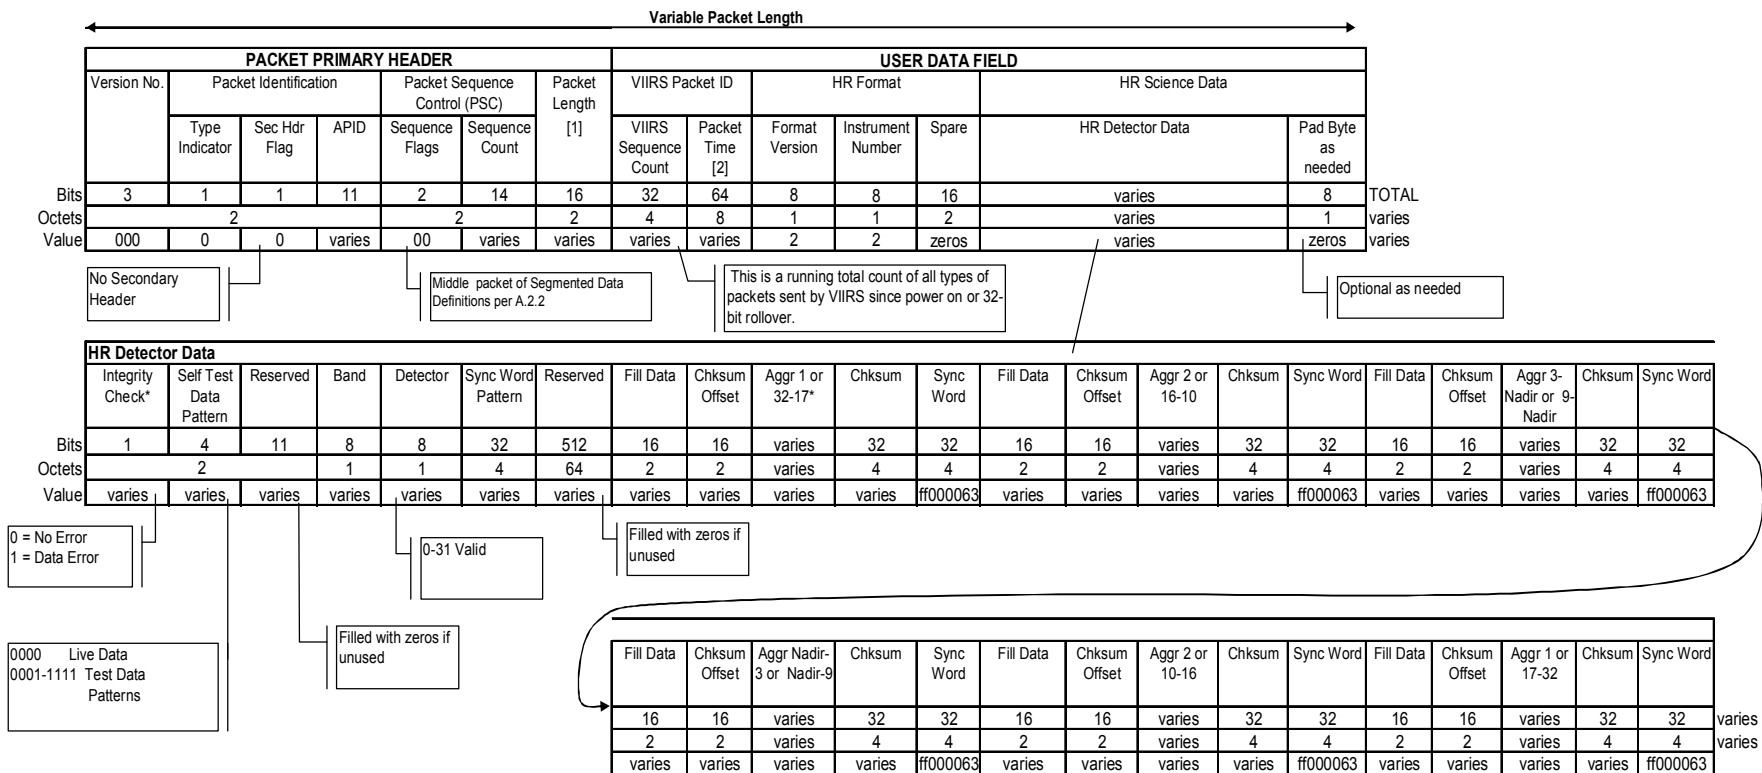 Variable Packet Length
PACKET PRIMARY HEADER USER DATA FIELD
Version No. Packet Identification Packet Sequence Control (PSC) Packet Length [1] VIIRS Packet ID HR Format HR Science Data
Type Indicator Sec Hdr Flag APID Sequence Flags Sequence Count VIIRS Sequence Count Packet Time [2] Format Version Instrument Number Spare HR Detector Data Pad Byte as needed
Bits 3 1 1 11 2 14 16 32 64 8 8 16 varies 8 TOTAL
Octets 2 2 2 4 8 1 1 2 varies 1 varies
Value 000 0 0 varies 00 varies varies varies varies 2 2 zeros varies zeros varies
No Secondary
Header
Middle packet of Segmented Data
Definitions per A.2.2
This is a running total count of all types of
packets sent by VIIRS since power on or 32-
bit rollover.
Optional as needed
HR Detector Data
Integrity Check* Self Test Data Pattern Reserved Band Detector Sync Word Pattern Reserved Fill Data Chksum Offset Aggr 1 or 32-17* Chksum Sync Word Fill Data Chksum Offset Aggr 2 or 16-10 Chksum Sync Word Fill Data Chksum Offset Aggr 3-Nadir or 9-Nadir Chksum Sync Word
Bits 1 4 11 8 8 32 512 16 16 varies 32 32 16 16 varies 32 32 16 16 varies 32 32
Octets 2 1 1 4 64 2 2 varies 4 4 2 2 varies 4 4 2 2 varies 4 4
Value varies varies varies varies varies varies varies varies varies varies varies ff000063 varies varies varies varies ff000063 varies varies varies varies ff000063
0 = No Error
1 = Data Error
0-31 Valid
Filled with zeros if
unused
Filled with zeros if
unused
0000 Live Data
0001-1111 Test Data
Patterns
Fill Data Chksum Offset Aggr Nadir-3 or Nadir-9 Chksum Sync Word Fill Data Chksum Offset Aggr 2 or 10-16 Chksum Sync Word Fill Data Chksum Offset Aggr 1 or 17-32 Chksum Sync Word
16 16 varies 32 32 16 16 varies 32 32 16 16 varies 32 32 varies
2 2 varies 4 4 2 2 varies 4 4 2 2 varies 4 4 varies
varies varies varies varies ff000063 varies varies varies varies ff000063 varies varies varies varies ff000063